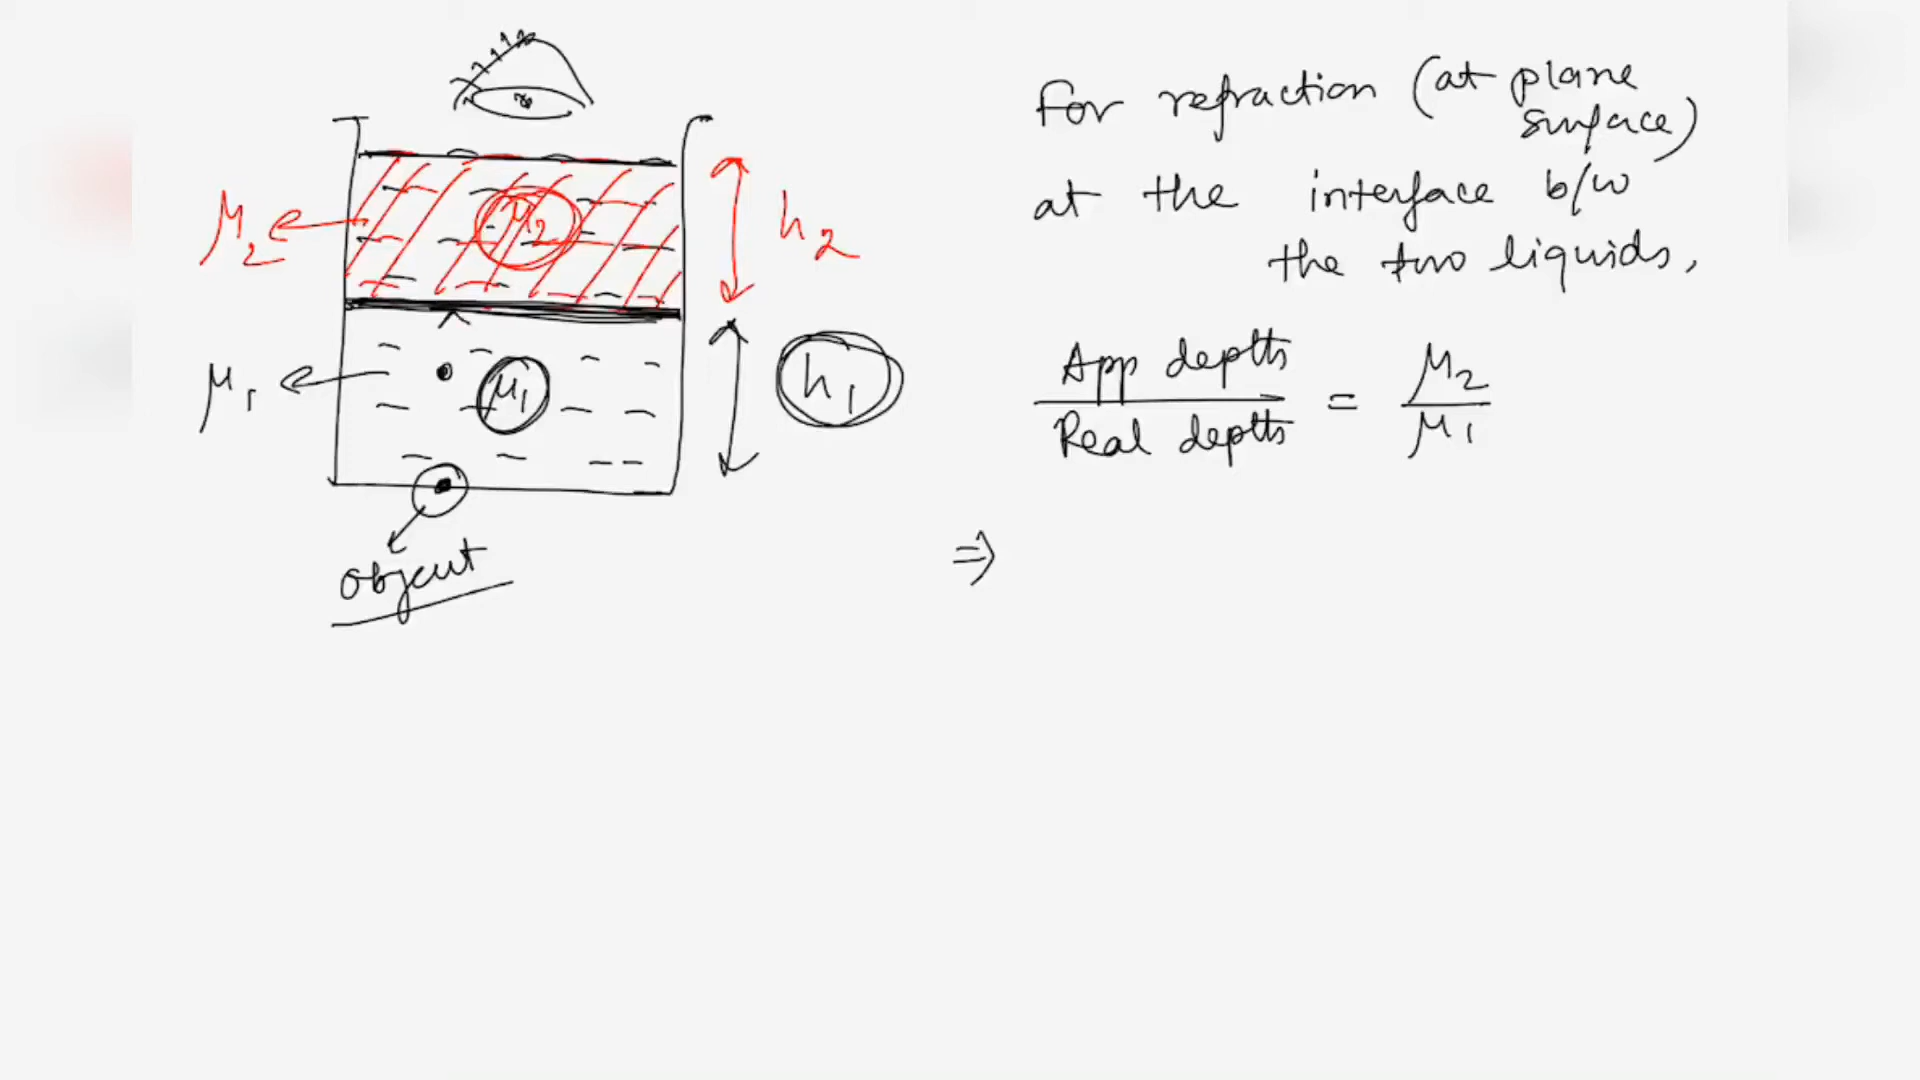 μ2
μ2
h2
μ1
μ1
h1
object
For refraction (at plane
surface)
at the interface b/w
the two liquids,
App depth / Real depth = μ2 / μ1
⇒